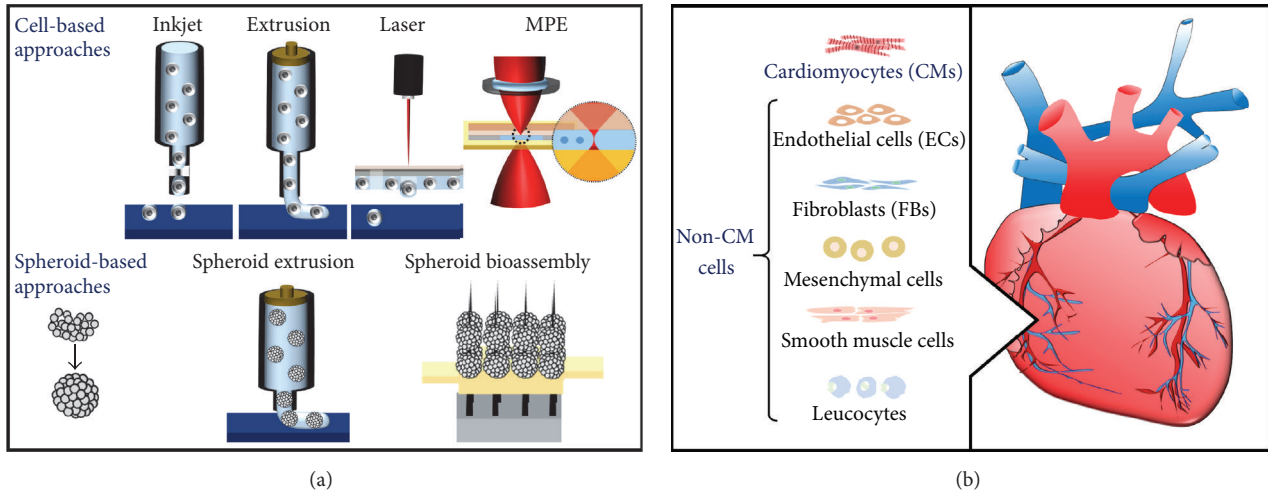 Cell-based
approaches
Inkjet
Extrusion
Laser
MPE
Spheroid-based
approaches
Spheroid extrusion
Spheroid bioassembly
(a)
Cardiomyocytes (CMs)
Endothelial cells (ECs)
Fibroblasts (FBs)
Non-CM
cells
Mesenchymal cells
Smooth muscle cells
Leucocytes
(b)